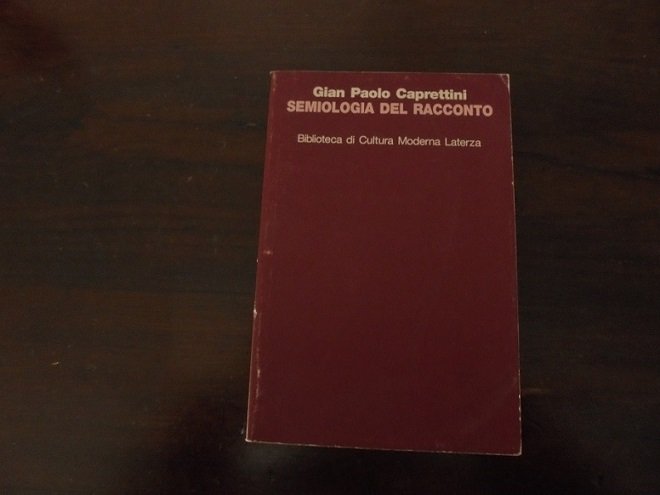 Gian Paolo Caprettini
SEMIOLOGIA DEL RACCONTO
Biblioteca di Cultura Moderna Laterza